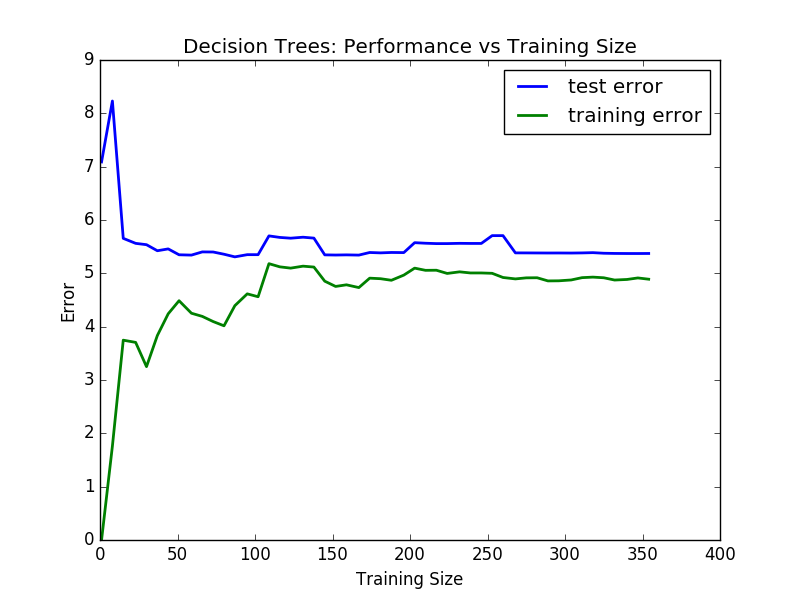 Decision Trees: Performance vs Training Size
9
8
7
6
5
4
3
2
1
0
Error
test error
training error
0 50 100 150 200 250 300 350 400
Training Size